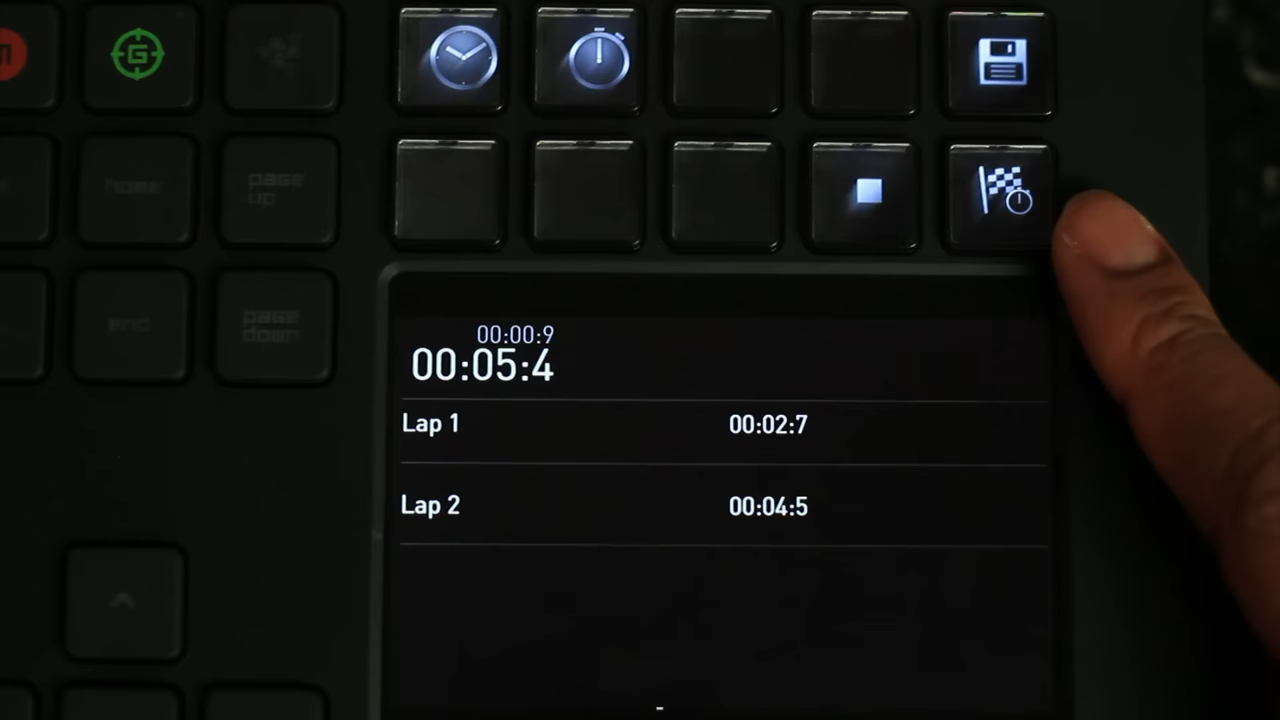 G
home
page
up
end
page
down
00:00:9
00:05:4
Lap 1 00:02:7
Lap 2 00:04:5